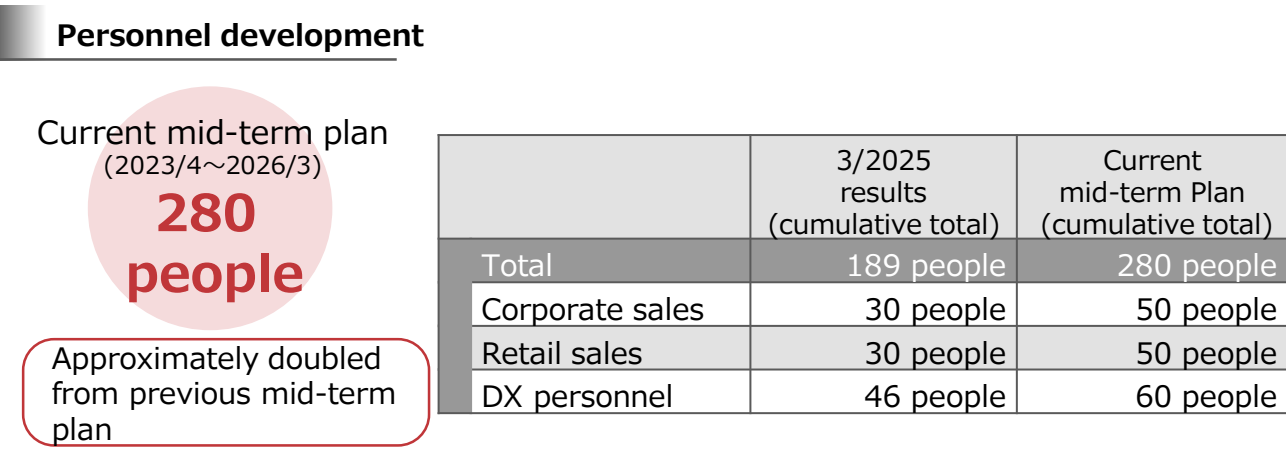 Personnel development
Current mid-term plan
(2023/4～2026/3)
280
people
Approximately doubled
from previous mid-term
plan
3/2025
results
(cumulative total)
Current
mid-term Plan
(cumulative total)
Total 189 people 280 people
Corporate sales 30 people 50 people
Retail sales 30 people 50 people
DX personnel 46 people 60 people